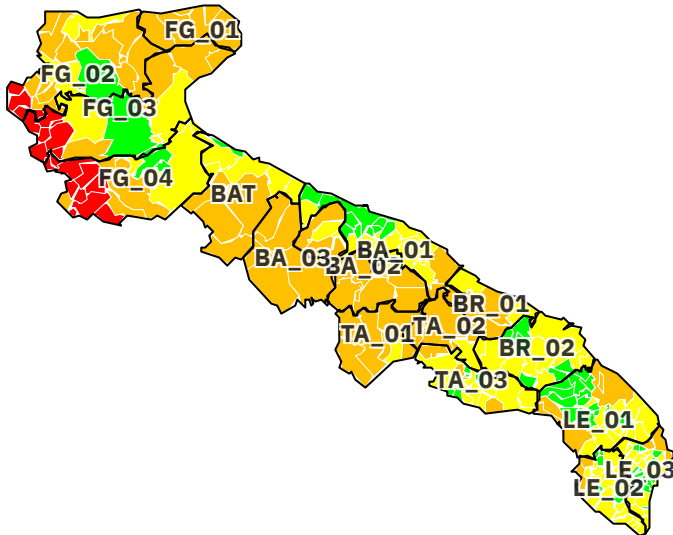 FG_01
FG_02
FG_03
FG_04
BAT
BA_01
BA_03
BA_02
BR_01
TA_01
TA_02
BR_02
TA_03
LE_01
LE_03
LE_02